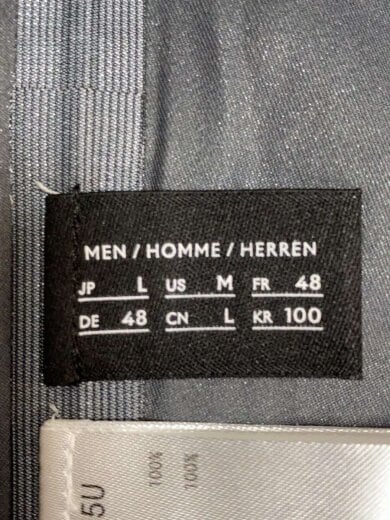 MEN / HOMME / HERREN
JP L US M FR 48
DE 48 CN L KR 100
5U
100%
100%